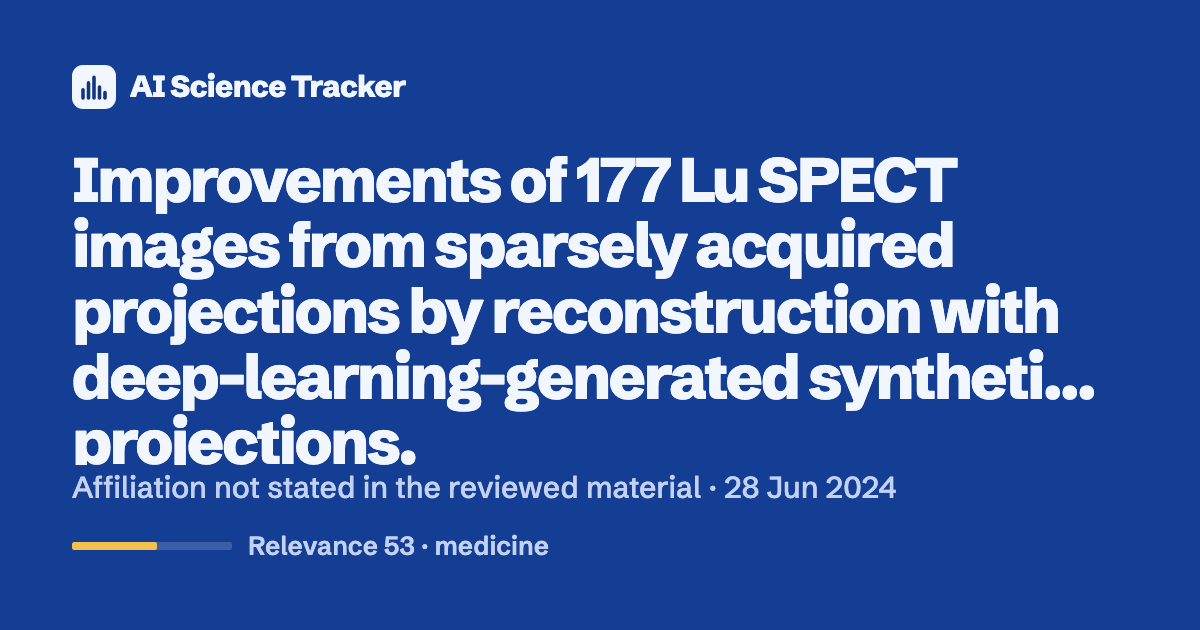 AI Science Tracker
Improvements of 177 Lu SPECT
images from sparsely acquired
projections by reconstruction with
deep-learning-generated syntheti...
projections.
Affiliation not stated in the reviewed material · 28 Jun 2024
Relevance 53 · medicine